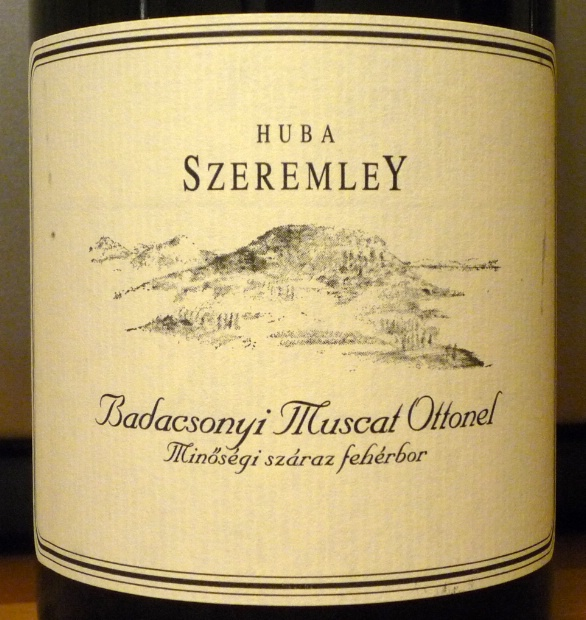 HUBA
SZEREMLEY
Badacsonyi Muscat Ottonel
Minőségi száraz fehérbor